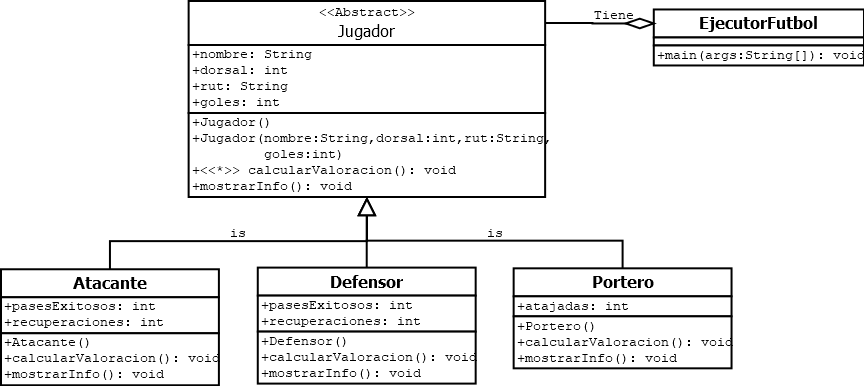 <<Abstract>>
Jugador
+nombre: String
+dorsal: int
+rut: String
+goles: int
+Jugador()
+Jugador(nombre:String,dorsal:int,rut:String,
goles:int)
+<<*>> calcularValoracion(): void
+mostrarInfo(): void
Tiene
EjecutorFutbol
+main(args:String[]): void
is
is
Atacante
+pasesExitosos: int
+recuperaciones: int
+Atacante()
+calcularValoracion(): void
+mostrarInfo(): void
Defensor
+pasesExitosos: int
+recuperaciones: int
+Defensor()
+calcularValoracion(): void
+mostrarInfo(): void
Portero
+atajadas: int
+Portero()
+calcularValoracion(): void
+mostrarInfo(): void